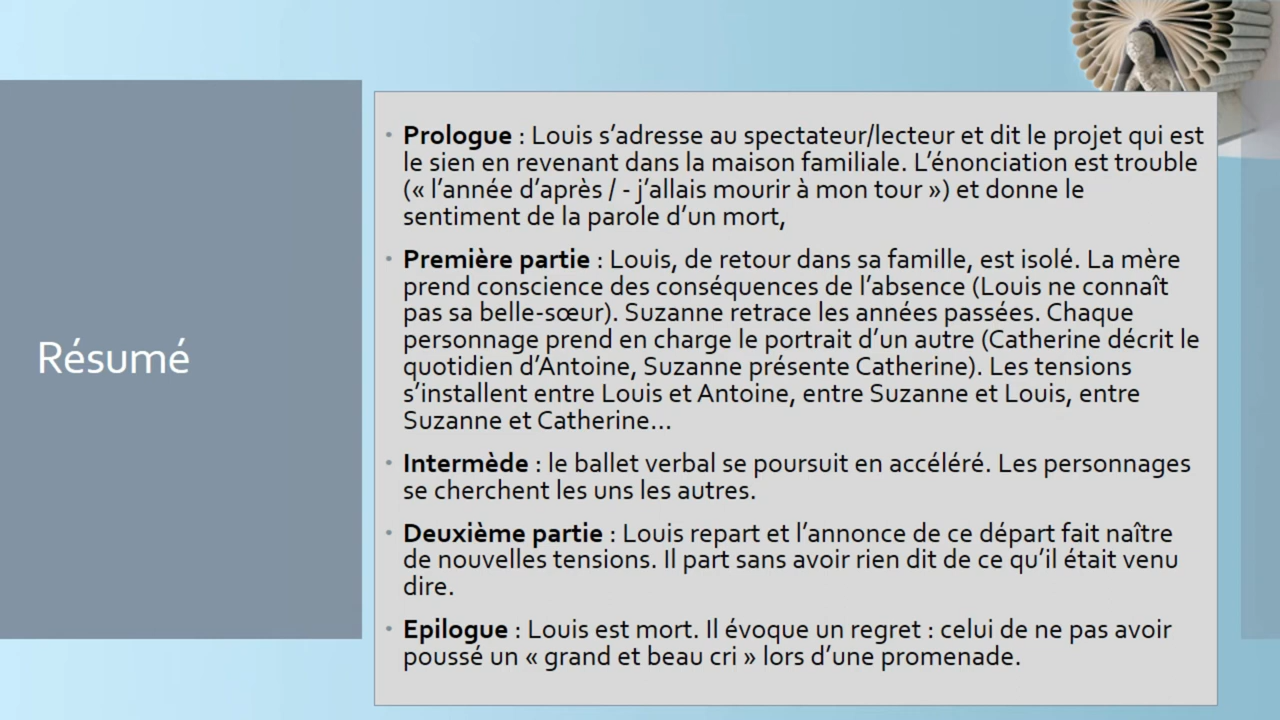 Résumé
• Prologue : Louis s’adresse au spectateur/lecteur et dit le projet qui est
le sien en revenant dans la maison familiale. L’énonciation est trouble
(« l’année d’après / - j’allais mourir à mon tour ») et donne le
sentiment de la parole d’un mort,
• Première partie : Louis, de retour dans sa famille, est isolé. La mère
prend conscience des conséquences de l’absence (Louis ne connaît
pas sa belle-sœur). Suzanne retrace les années passées. Chaque
personnage prend en charge le portrait d’un autre (Catherine décrit le
quotidien d’Antoine, Suzanne présente Catherine). Les tensions
s’installent entre Louis et Antoine, entre Suzanne et Louis, entre
Suzanne et Catherine…
• Intermède : le ballet verbal se poursuit en accéléré. Les personnages
se cherchent les uns les autres.
• Deuxième partie : Louis repart et l’annonce de ce départ fait naître
de nouvelles tensions. Il part sans avoir rien dit de ce qu’il était venu
dire.
• Epilogue : Louis est mort. Il évoque un regret : celui de ne pas avoir
poussé un « grand et beau cri » lors d’une promenade.